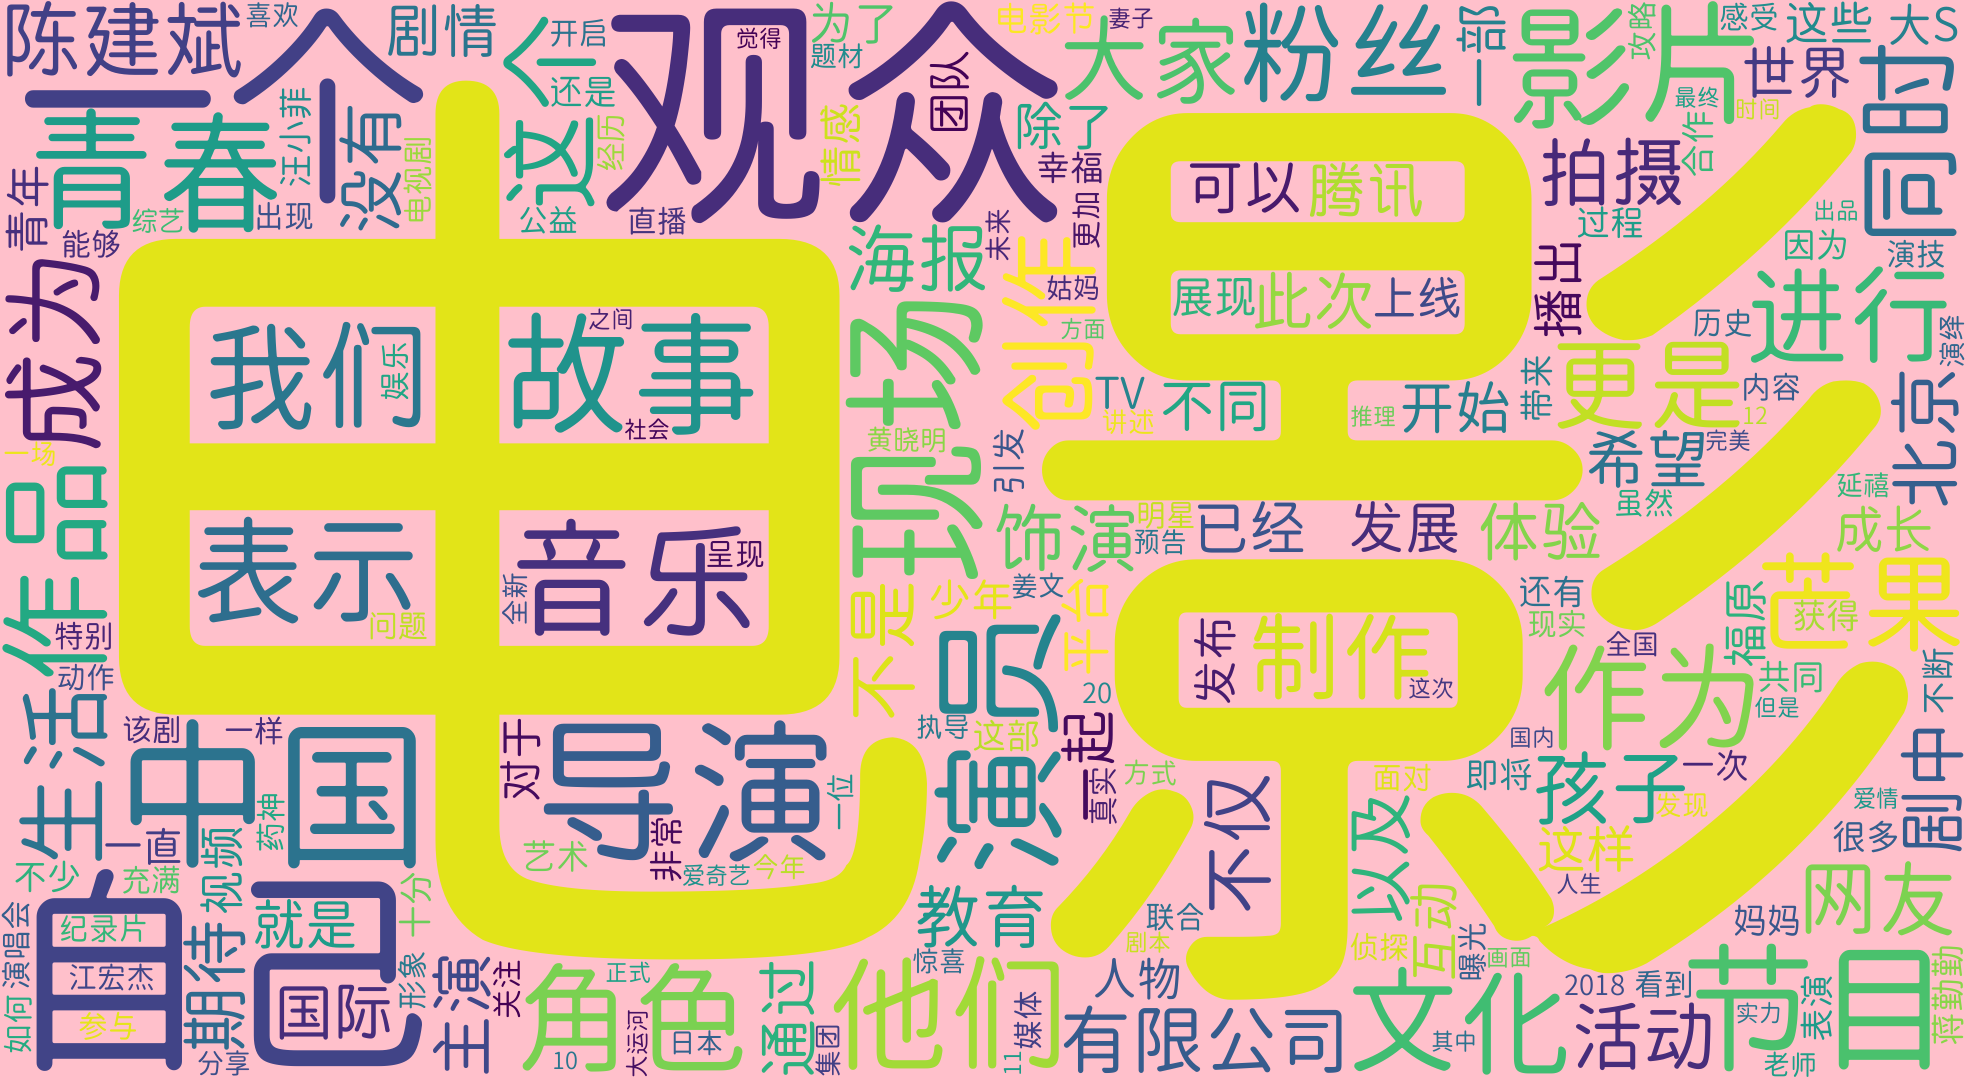 陈建斌
喜欢
剧情
个
开启
还是
这个
经历
观众
觉得
为了
题材
团队
情感
电影节
妻子
大家
粉丝
一部
影片
攻略
感受
这些
大S
世界
同时
最终
时间
合作
一个
青春
汪小菲
没有
电视剧
青年
综艺
出现
能够
公益
直播
除了
幸福
更加
未来
可以
腾讯
拍摄
过程
出品
因为
演技
成为
电影
我们
娱乐
故事
之间
社会
海报
创作
姑妈
方面
展现
此次
上线
播出
历史
进行
演绎
现场
黄晓明
TV
讲述
不同
推理
开始
带来
更是
内容
12
北京
一场
作品
表示
问题
音乐
呈现
全新
引发
饰演
明星
预告
已经
发展
体验
希望
完美
虽然
延禧
成长
特别
动作
不是
少年
姜文
平台
演员
发布
制作
这次
还有
现实
全国
福原
芒果
获得
生活
该剧
一样
中国
药神
对于
导演
一位
执导
这部
20
一起
真实
方式
面对
国内
即将
作为
共同
但是
不断
孩子
一次
发现
剧中
爱情
很多
一直
视频
不少
充满
艺术
非常
爱奇艺
今年
教育
不仅
以及
互动
这样
人生
网友
妈妈
自己
纪录片
江宏杰
参与
如何
演唱会
期待
就是
十分
国际
形象
分享
主演
关注
角色
正式
10
大运河
日本
通过
集团
惊喜
他们
媒体
11
联合
剧本
人物
有限公司
侦探
曝光
画面
文化
其中
2018
看到
活动
节目
实力
老师
表演
蒋勤勤